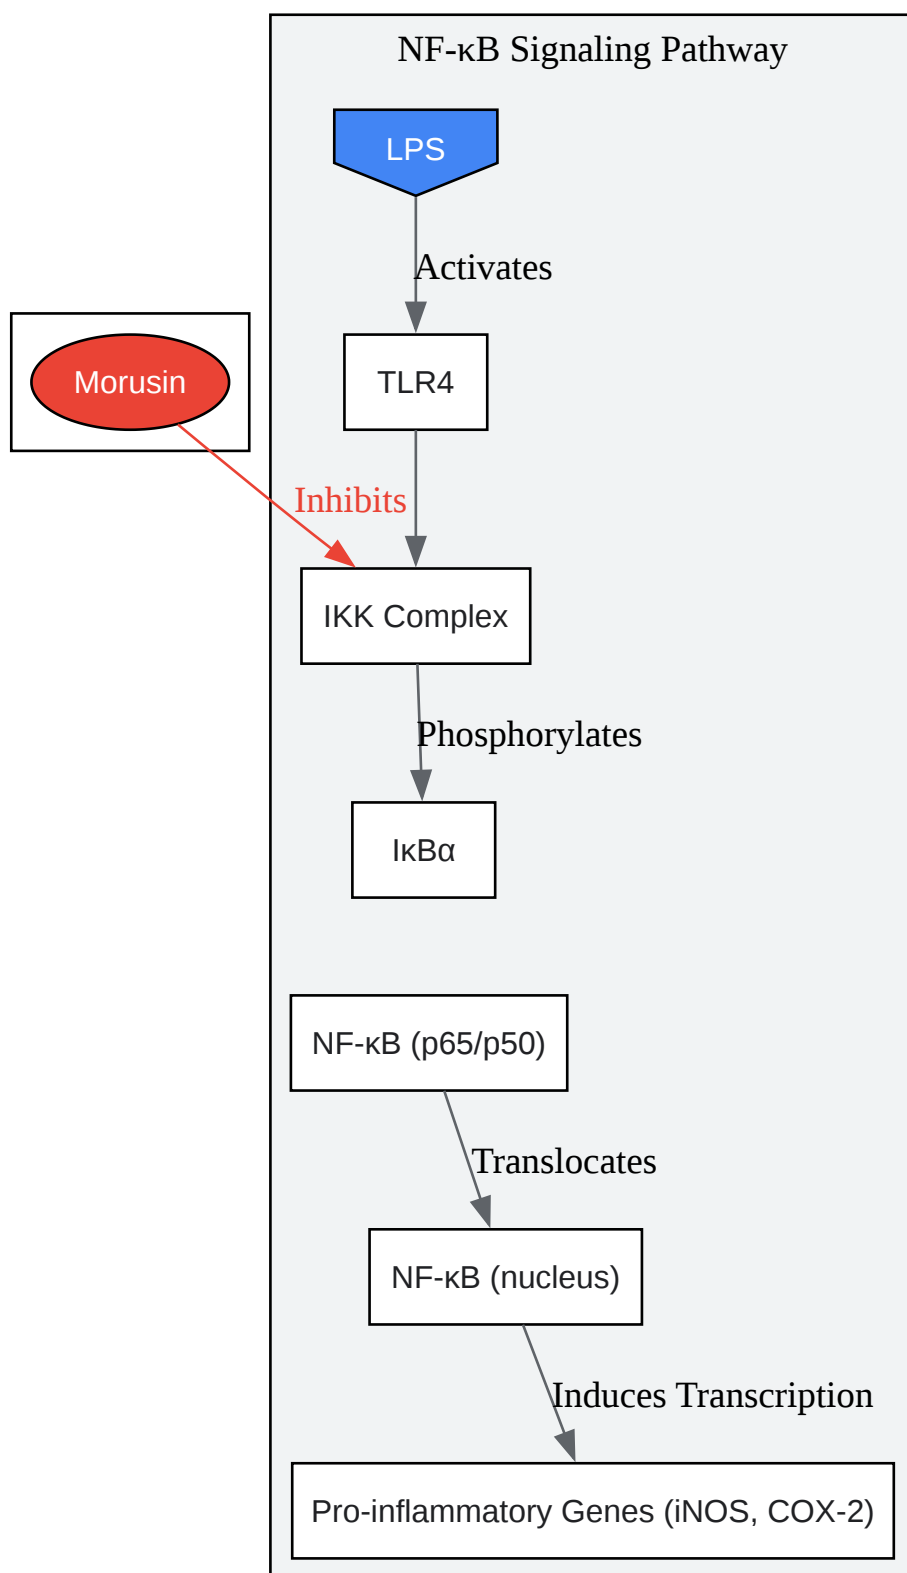 NF-κB Signaling Pathway
LPS
Activates
TLR4
Morusin
Inhibits
IKK Complex
Phosphorylates
IκBα
NF-κB (p65/p50)
Translocates
NF-κB (nucleus)
Induces Transcription
Pro-inflammatory Genes (iNOS, COX-2)